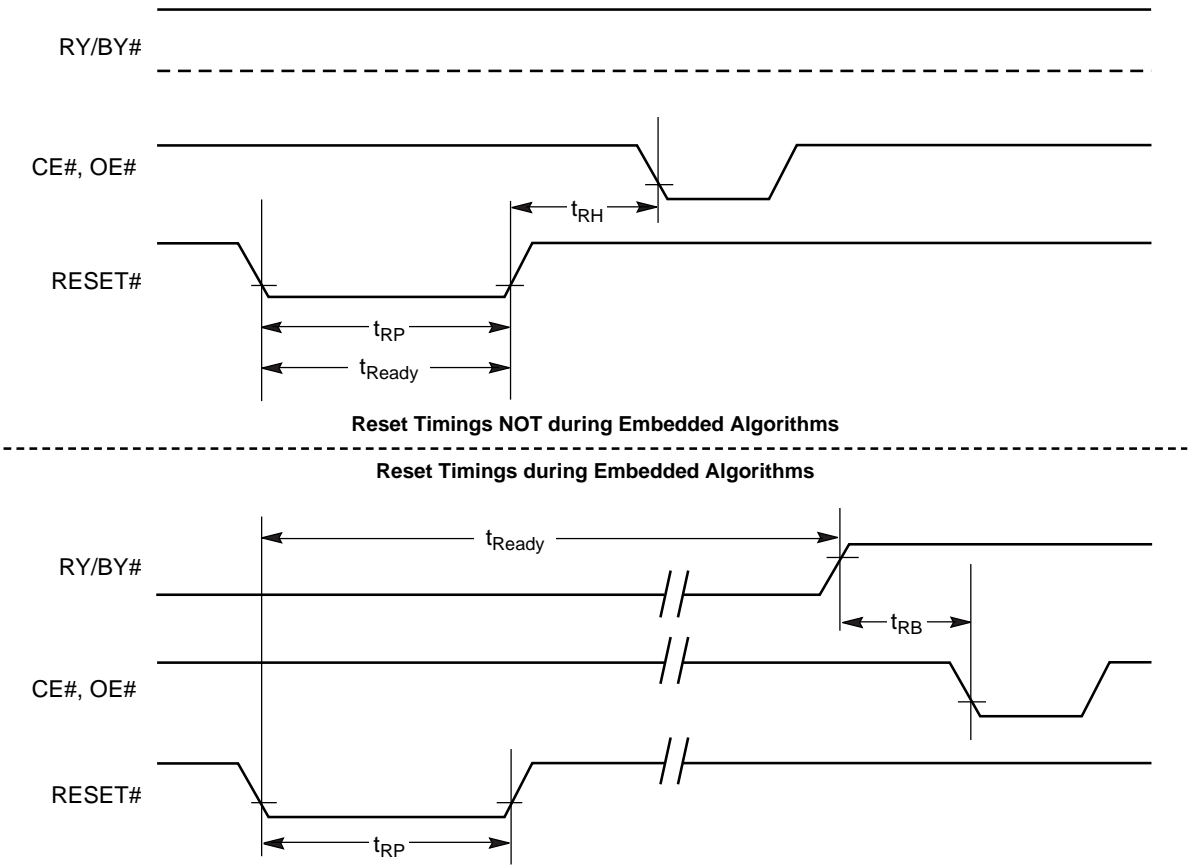 RY/BY#
CE#, OE#
tRH
RESET#
tRP
tReady
Reset Timings NOT during Embedded Algorithms
Reset Timings during Embedded Algorithms
tReady
RY/BY#
tRB
CE#, OE#
RESET#
tRP